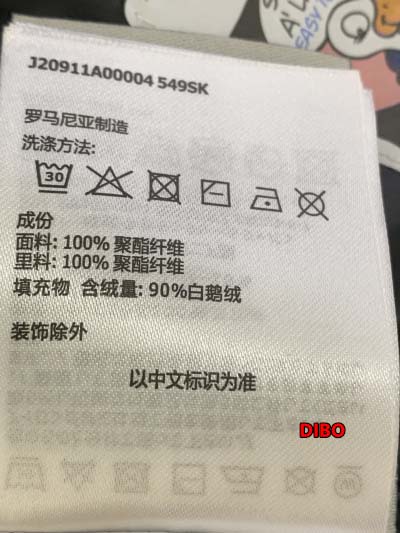 A' L
EASY TO
J20911A00004 549SK
罗马尼亚制造
洗涤方法:
30
成份
面料: 100% 聚酯纤维
里料: 100% 聚酯纤维
填充物 含绒量: 90%白鹅绒
装饰除外
以中文标识为准
DIBO